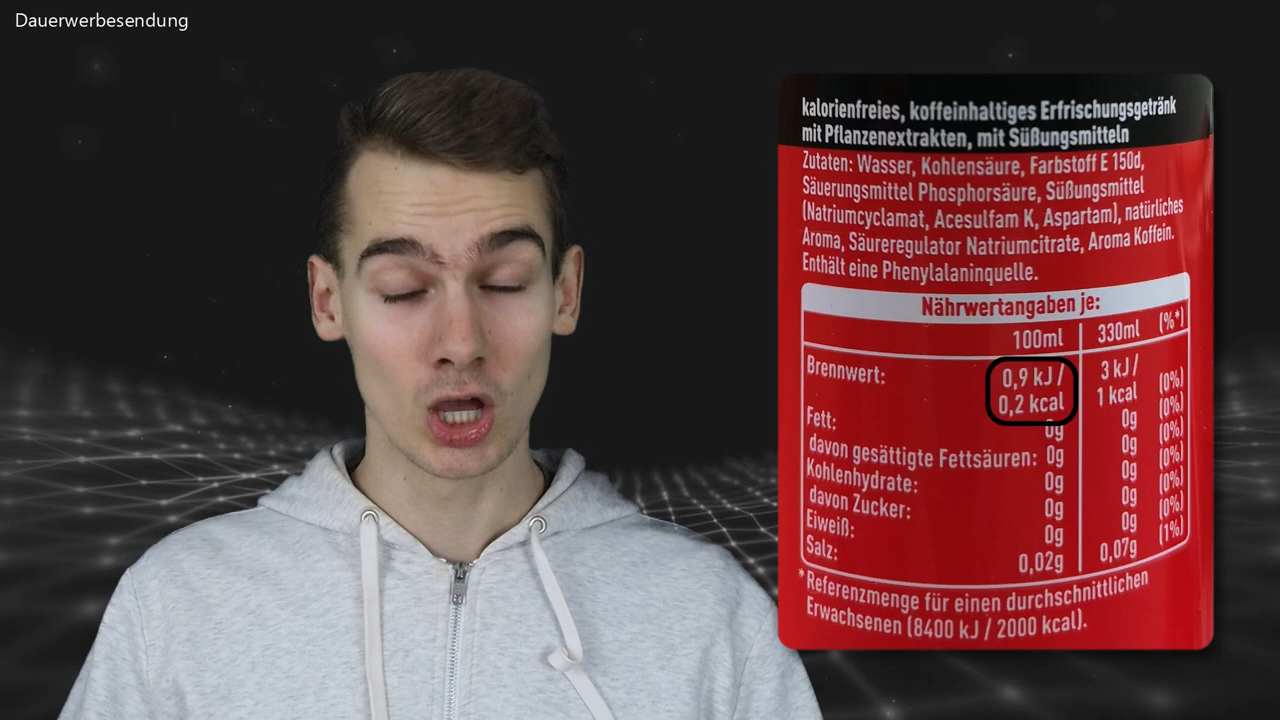 Dauerwerbesendung
kalorienfreies, koffeinhaltiges Erfrischungsgetränk
mit Pflanzenextrakten, mit Süßungsmitteln
Zutaten: Wasser, Kohlensäure, Farbstoff E 150d,
Säuerungsmittel Phosphorsäure, Süßungsmittel
(Natriumcyclamat, Acesulfam K, Aspartam), natürliches
Aroma, Säureregulator Natriumcitrate, Aroma Koffein.
Enthält eine Phenylalaninquelle.
Nährwertangaben je:
100ml 330ml (%*)
Brennwert: 0,9 kJ / 3 kJ /
0,2 kcal 1 kcal (0%)
Fett: 0g 0g (0%)
davon gesättigte Fettsäuren: 0g 0g (0%)
Kohlenhydrate: 0g 0g (0%)
davon Zucker: 0g 0g (0%)
Eiweiß: 0g 0g (0%)
Salz: 0,02g 0,07g (1%)
*Referenzmenge für einen durchschnittlichen
Erwachsenen (8400 kJ / 2000 kcal).